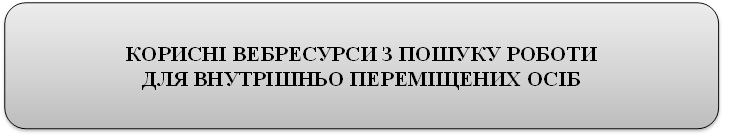 КОРИСНІ ВЕБРЕСУРСИ З ПОШУКУ РОБОТИ
ДЛЯ ВНУТРІШНЬО ПЕРЕМІЩЕНИХ ОСІБ